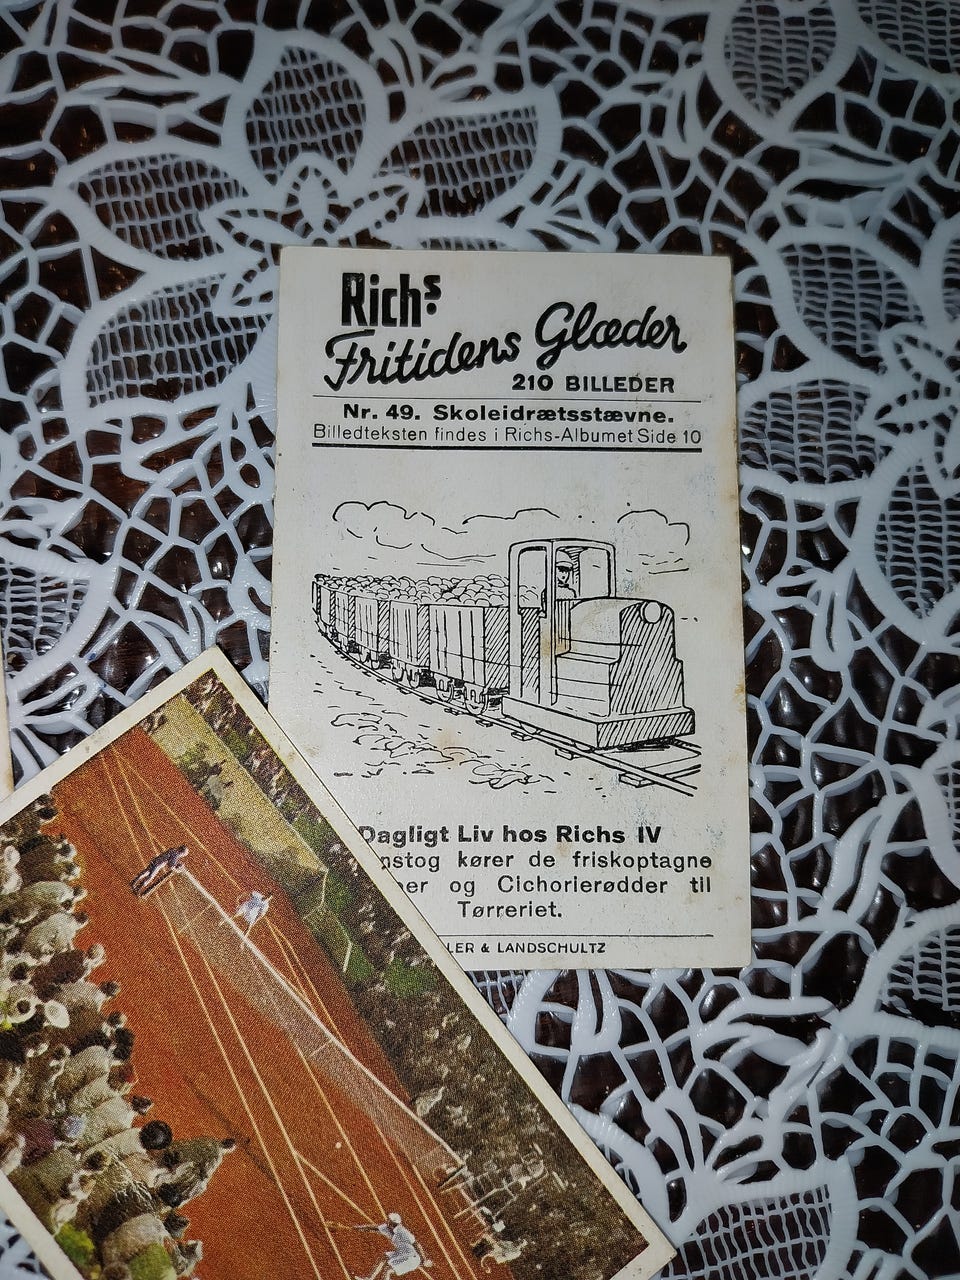 Richs
Fritidens Glæder
210 BILLEDER
Nr. 49. Skoleidrætsstævne.
Billedteksten findes i Richs-Albumet Side 10
Dagligt Liv hos Richs IV
kører de friskoptagne
og Cichorierødder til
Tørreriet.
& LANDSCHULTZ